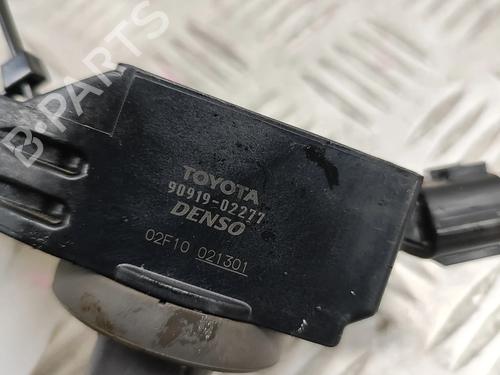 B-PARTS
TOYOTA
90919-02277
DENSO
02F10 021301